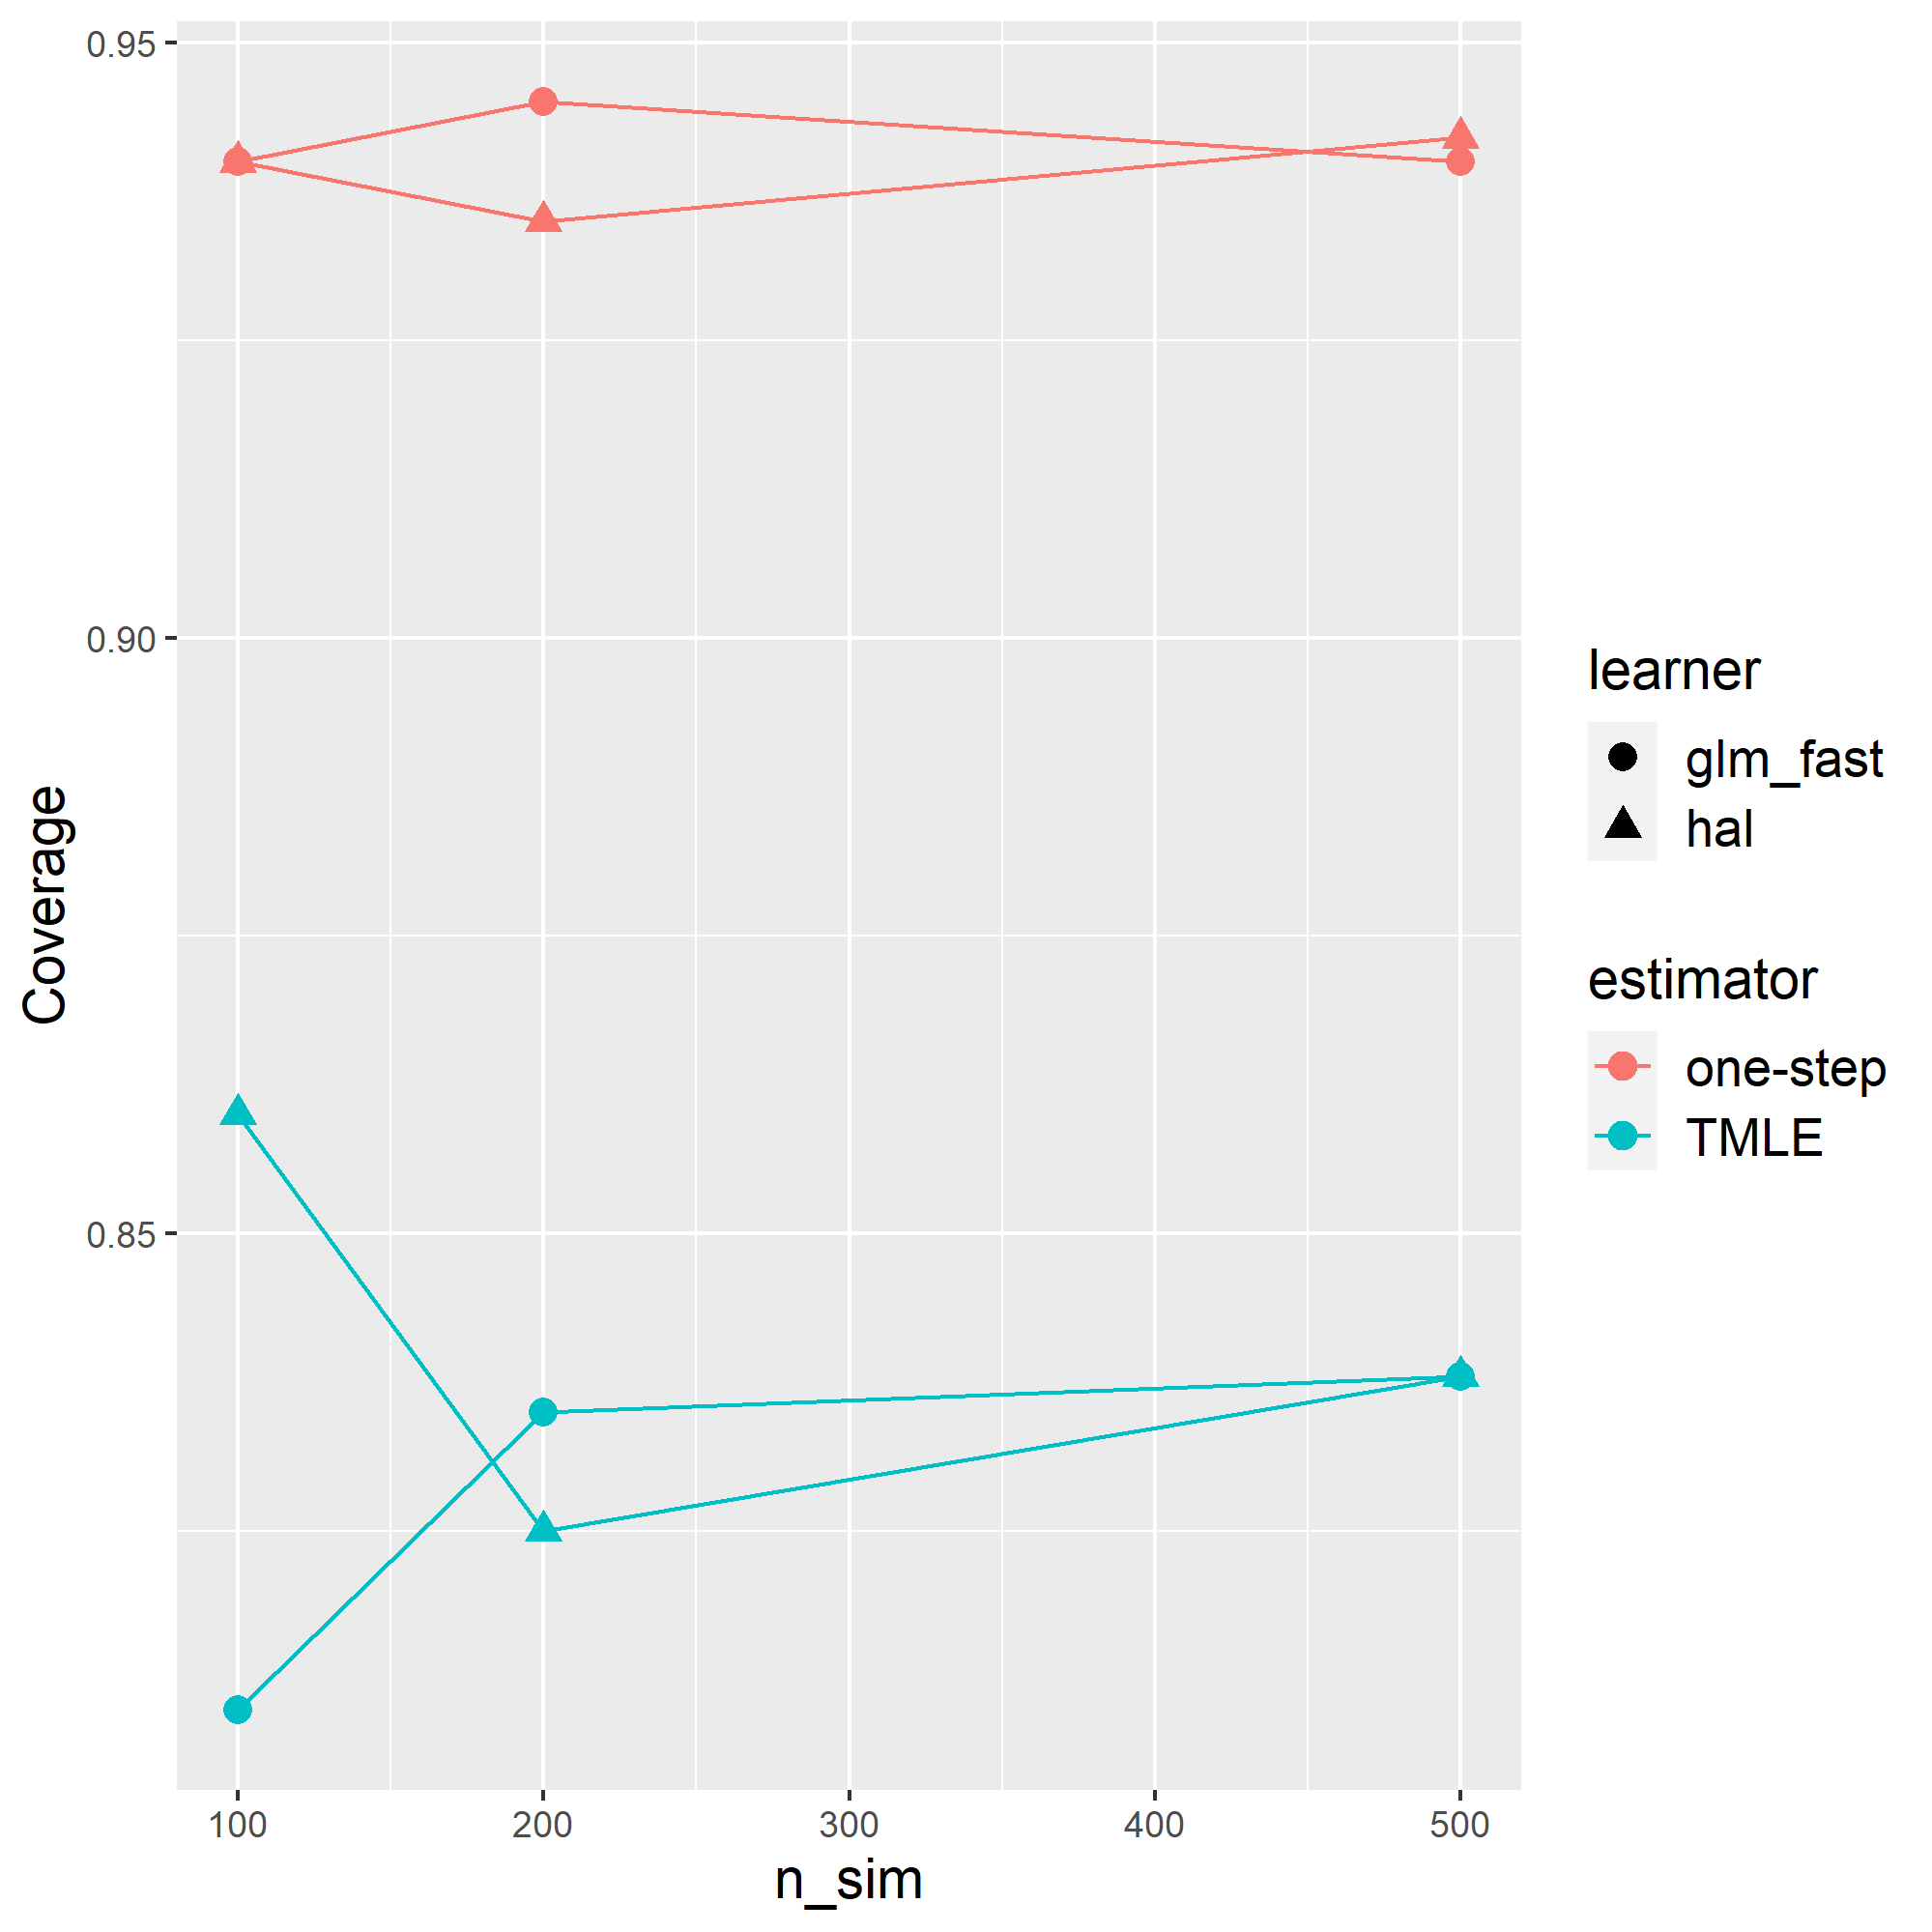 0.95
0.90
0.85
Coverage
100 200 300 400 500
n_sim
learner
glm_fast
hal
estimator
one-step
TMLE